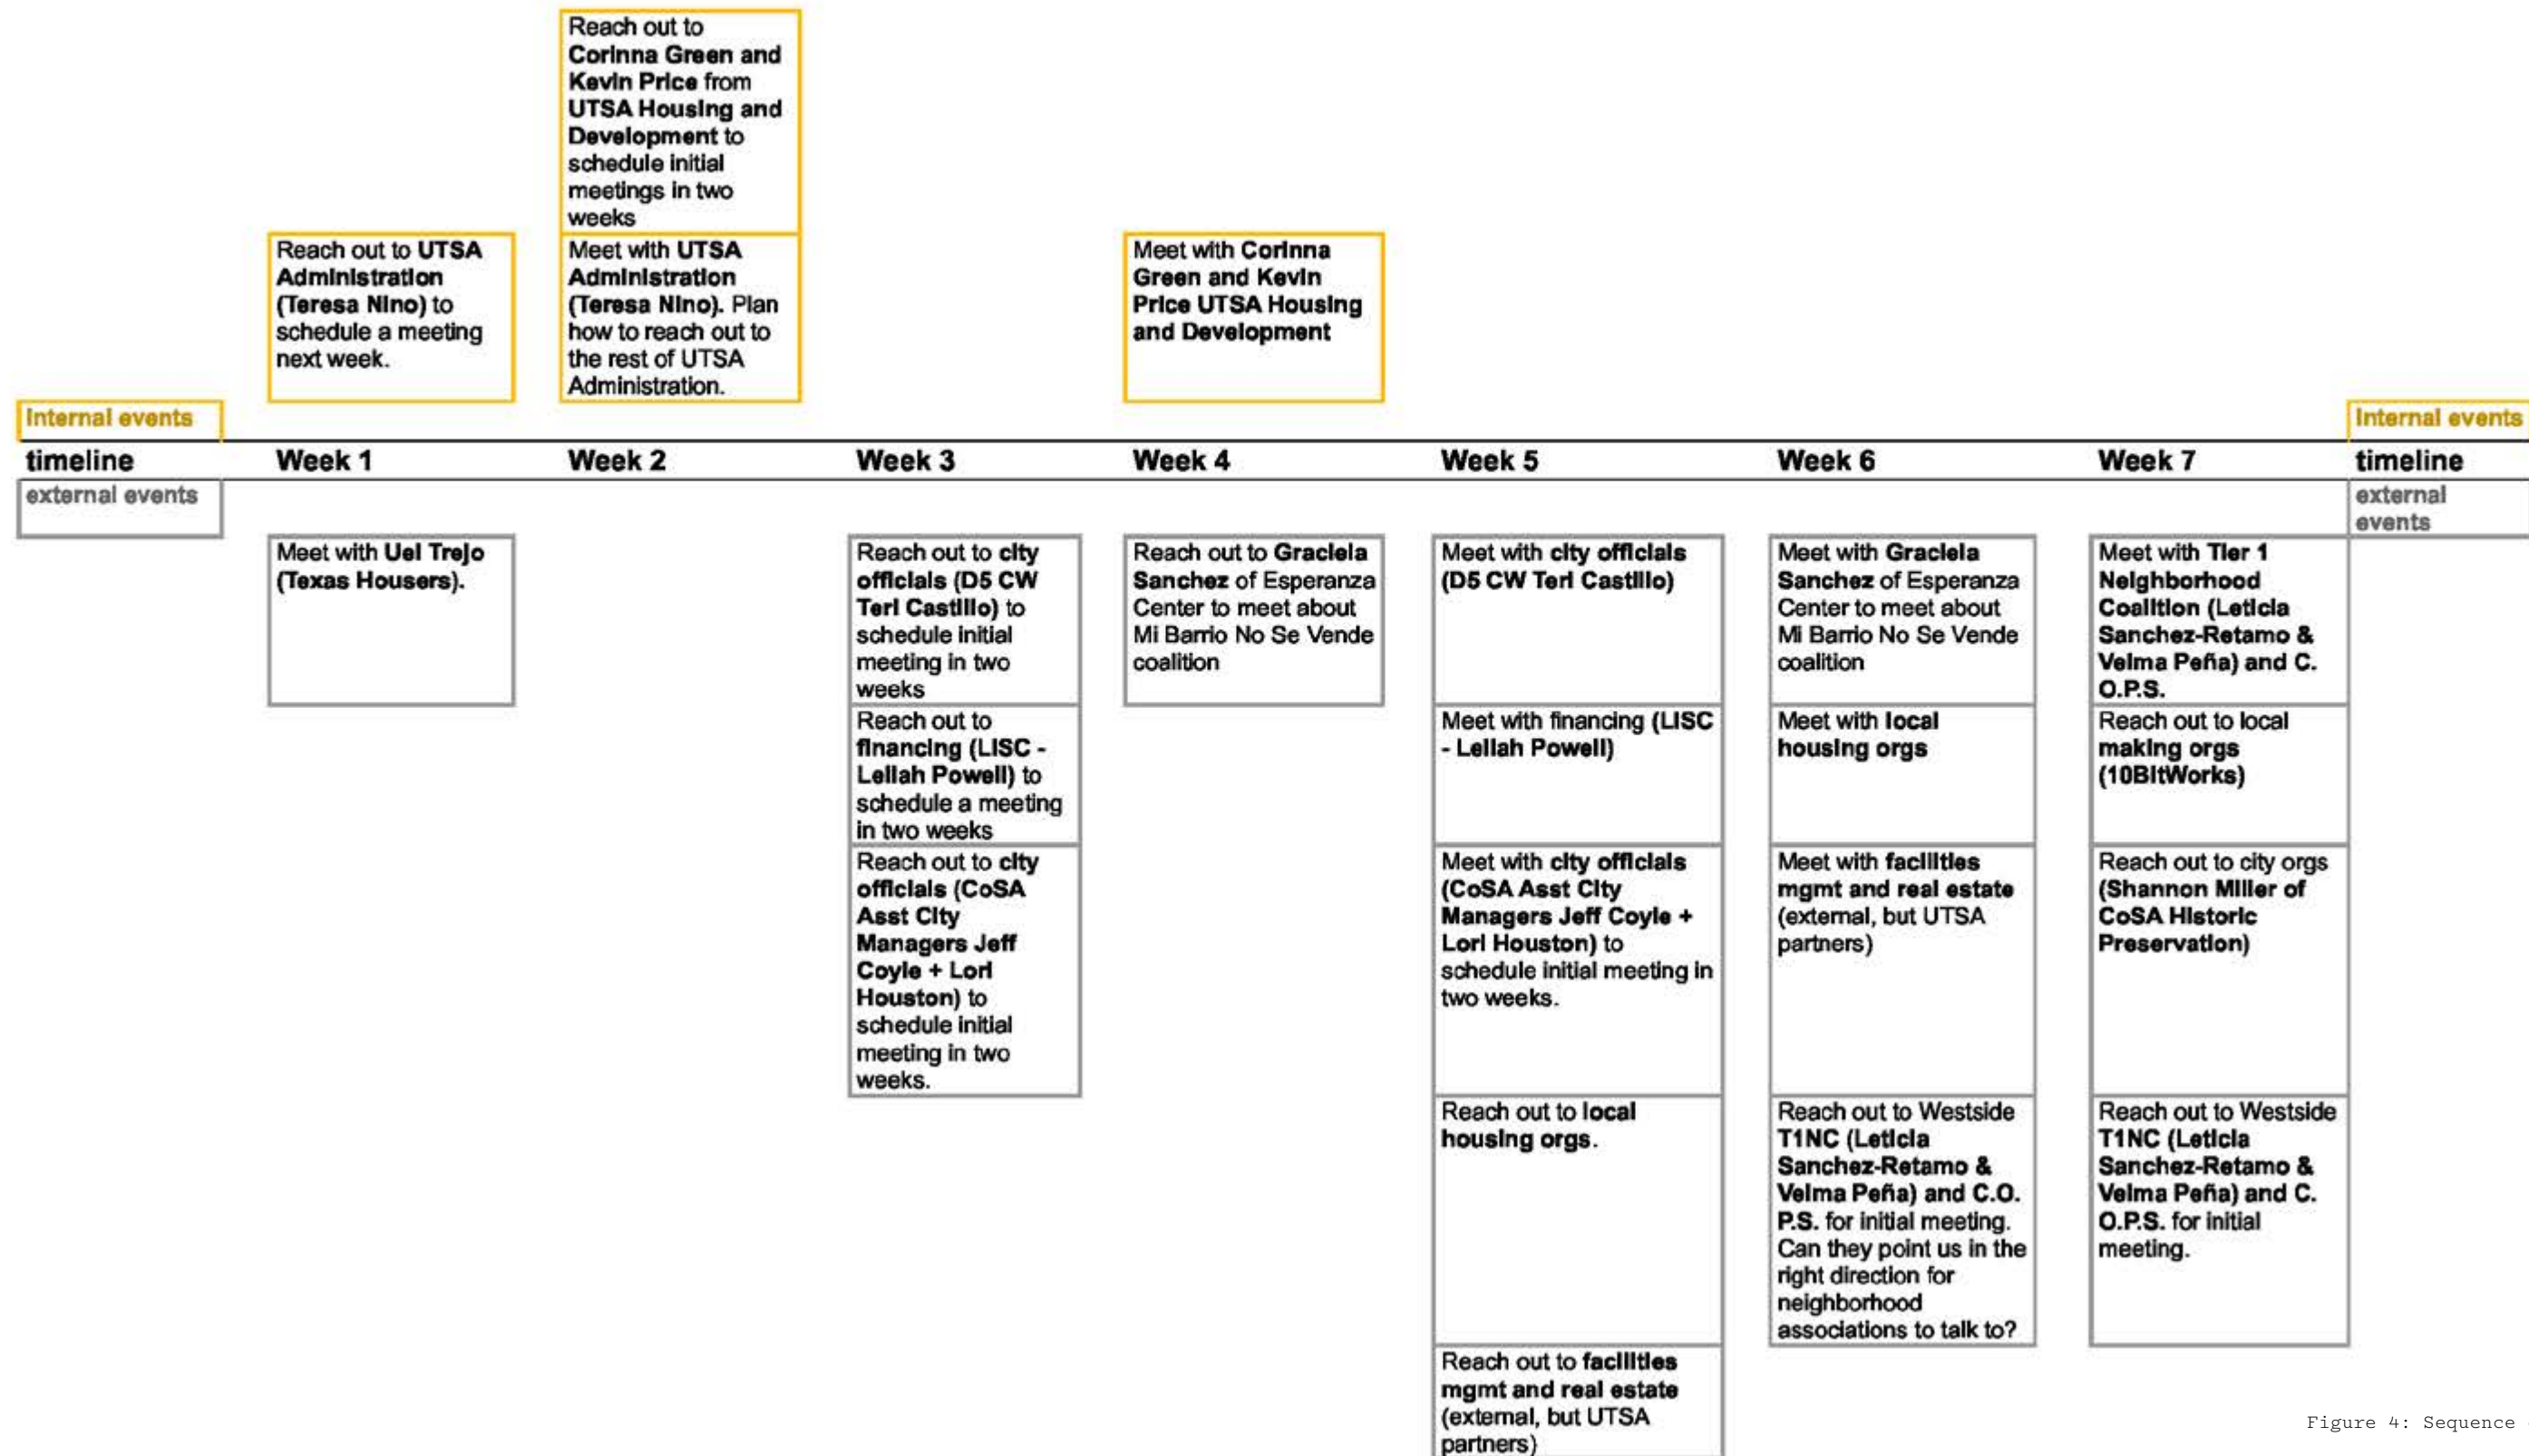 Reach out to
Corinna Green and
Kevin Price from
UTSA Housing and
Development to
schedule initial
meetings in two
weeks
Reach out to UTSA
Administration
(Teresa Nino) to
schedule a meeting
next week.
Meet with UTSA
Administration
(Teresa Nino). Plan
how to reach out to
the rest of UTSA
Administration.
Meet with Corinna
Green and Kevin
Price UTSA Housing
and Development
Internal events
Internal events
timeline
Week 1
Week 2
Week 3
Week 4
Week 5
Week 6
Week 7
timeline
external events
external
events
Meet with Uel Trejo
(Texas Housers).
Reach out to city
officials (D5 CW
Teri Castillo) to
schedule initial
meeting in two
weeks
Reach out to
financing (LISC -
Leilah Powell) to
schedule a meeting
in two weeks
Reach out to city
officials (CoSA
Asst City
Managers Jeff
Coyle + Lori
Houston) to
schedule initial
meeting in two
weeks.
Reach out to Graciela
Sanchez of Esperanza
Center to meet about
Mi Barrio No Se Vende
coalition
Meet with city officials
(D5 CW Teri Castillo)
Meet with financing (LISC
- Leilah Powell)
Meet with city officials
(CoSA Asst City
Managers Jeff Coyle +
Lori Houston) to
schedule initial meeting in
two weeks.
Reach out to local
housing orgs.
Reach out to facilities
mgmt and real estate
(external, but UTSA
partners)
Meet with Graciela
Sanchez of Esperanza
Center to meet about
Mi Barrio No Se Vende
coalition
Meet with local
housing orgs
Meet with facilities
mgmt and real estate
(external, but UTSA
partners)
Reach out to Westside
T1NC (Leticia
Sanchez-Retamo &
Velma Peña) and C.O.
P.S. for initial meeting.
Can they point us in the
right direction for
neighborhood
associations to talk to?
Meet with Tier 1
Neighborhood
Coalition (Leticia
Sanchez-Retamo &
Velma Peña) and C.
O.P.S.
Reach out to local
making orgs
(10BitWorks)
Reach out to city orgs
(Shannon Miller of
CoSA Historic
Preservation)
Reach out to Westside
T1NC (Leticia
Sanchez-Retamo &
Velma Peña) and C.
O.P.S. for initial
meeting.
Figure 4: Sequence